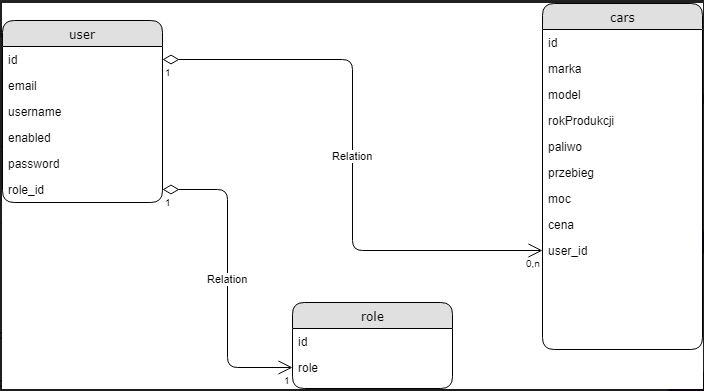 user
id
email
username
enabled
password
role_id
1
1
Relation
Relation
cars
id
marka
model
rokProdukcji
paliwo
przebieg
moc
cena
user_id
0,n
role
id
role
1